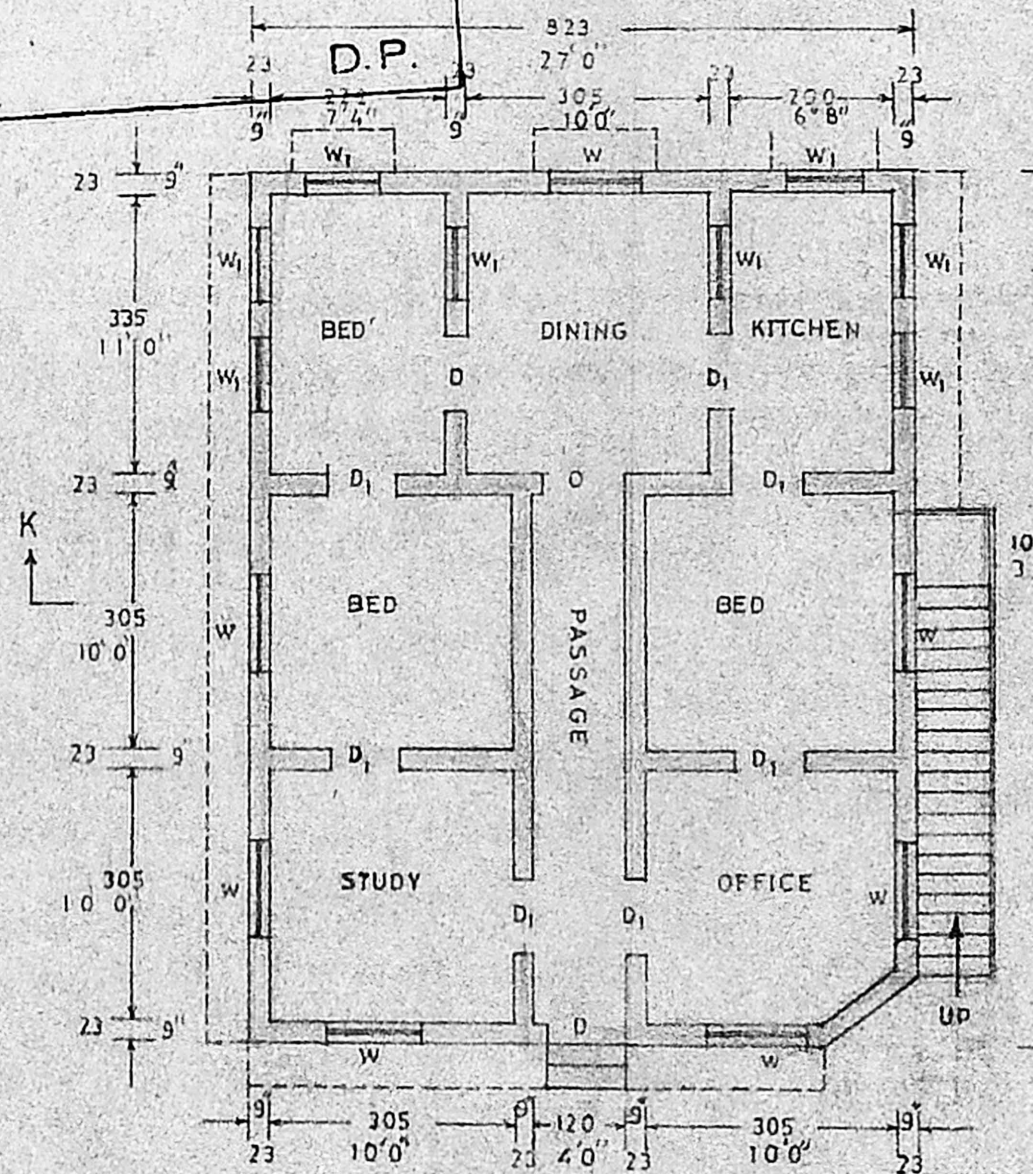 823
27'0"
D.P.
23 23 23 23
7'4" 305 200
9" 9" 10'0" 6'8" 9"
W1 W W1
23 9"
W1 W1 W1 W1
335
11'0"
BED DINING KITCHEN
W1 D D1 W1
23 9"
D1 D D1
K
BED BED
305
10'0"
W W
PASSAGE
23 9"
D1 D1
305
10'0"
STUDY OFFICE
W W
D1 D1
UP
23 9"
D
W W
9" 305 9" 120 9" 305 9"
23 10'0" 23 4'0" 23 10'0" 23